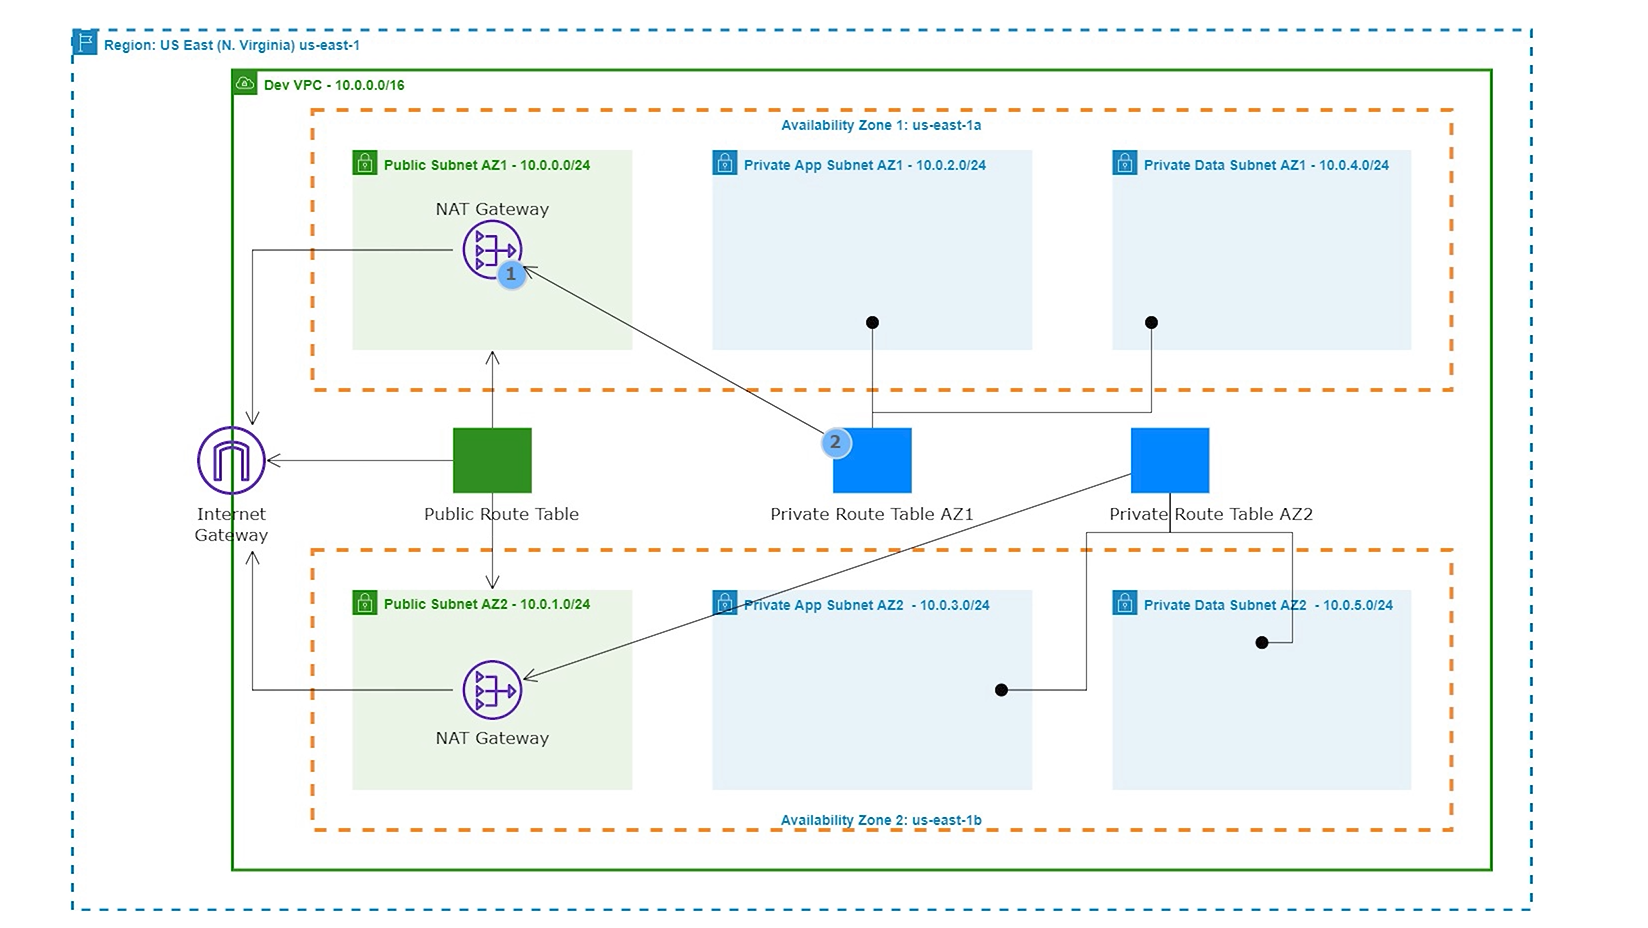 Region: US East (N. Virginia) us-east-1
Dev VPC - 10.0.0.0/16
Availability Zone 1: us-east-1a
Public Subnet AZ1 - 10.0.0.0/24
Private App Subnet AZ1 - 10.0.2.0/24
Private Data Subnet AZ1 - 10.0.4.0/24
NAT Gateway
1
2
Internet
Gateway
Public Route Table
Private Route Table AZ1
Private Route Table AZ2
Public Subnet AZ2 - 10.0.1.0/24
Private App Subnet AZ2 - 10.0.3.0/24
Private Data Subnet AZ2 - 10.0.5.0/24
NAT Gateway
Availability Zone 2: us-east-1b